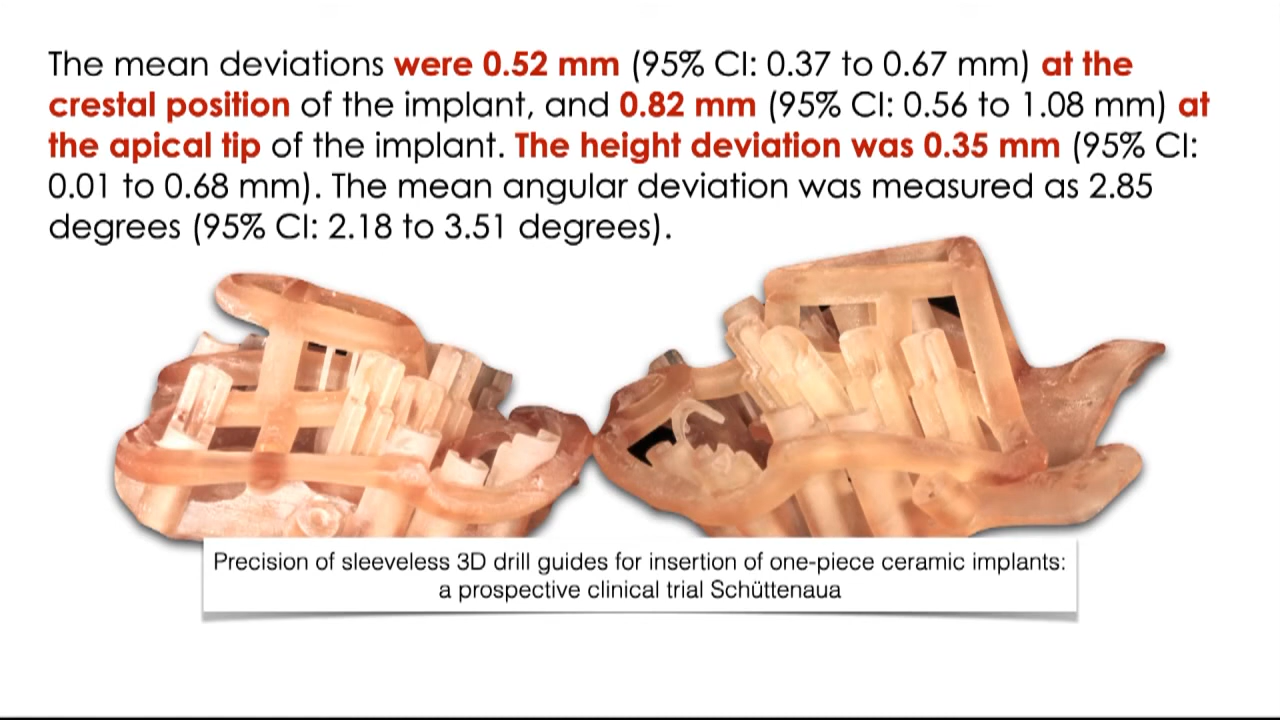 The mean deviations were 0.52 mm (95% CI: 0.37 to 0.67 mm) at the
crestal position of the implant, and 0.82 mm (95% CI: 0.56 to 1.08 mm) at
the apical tip of the implant. The height deviation was 0.35 mm (95% CI:
0.01 to 0.68 mm). The mean angular deviation was measured as 2.85
degrees (95% CI: 2.18 to 3.51 degrees).
Precision of sleeveless 3D drill guides for insertion of one-piece ceramic implants:
a prospective clinical trial Schüttenaua